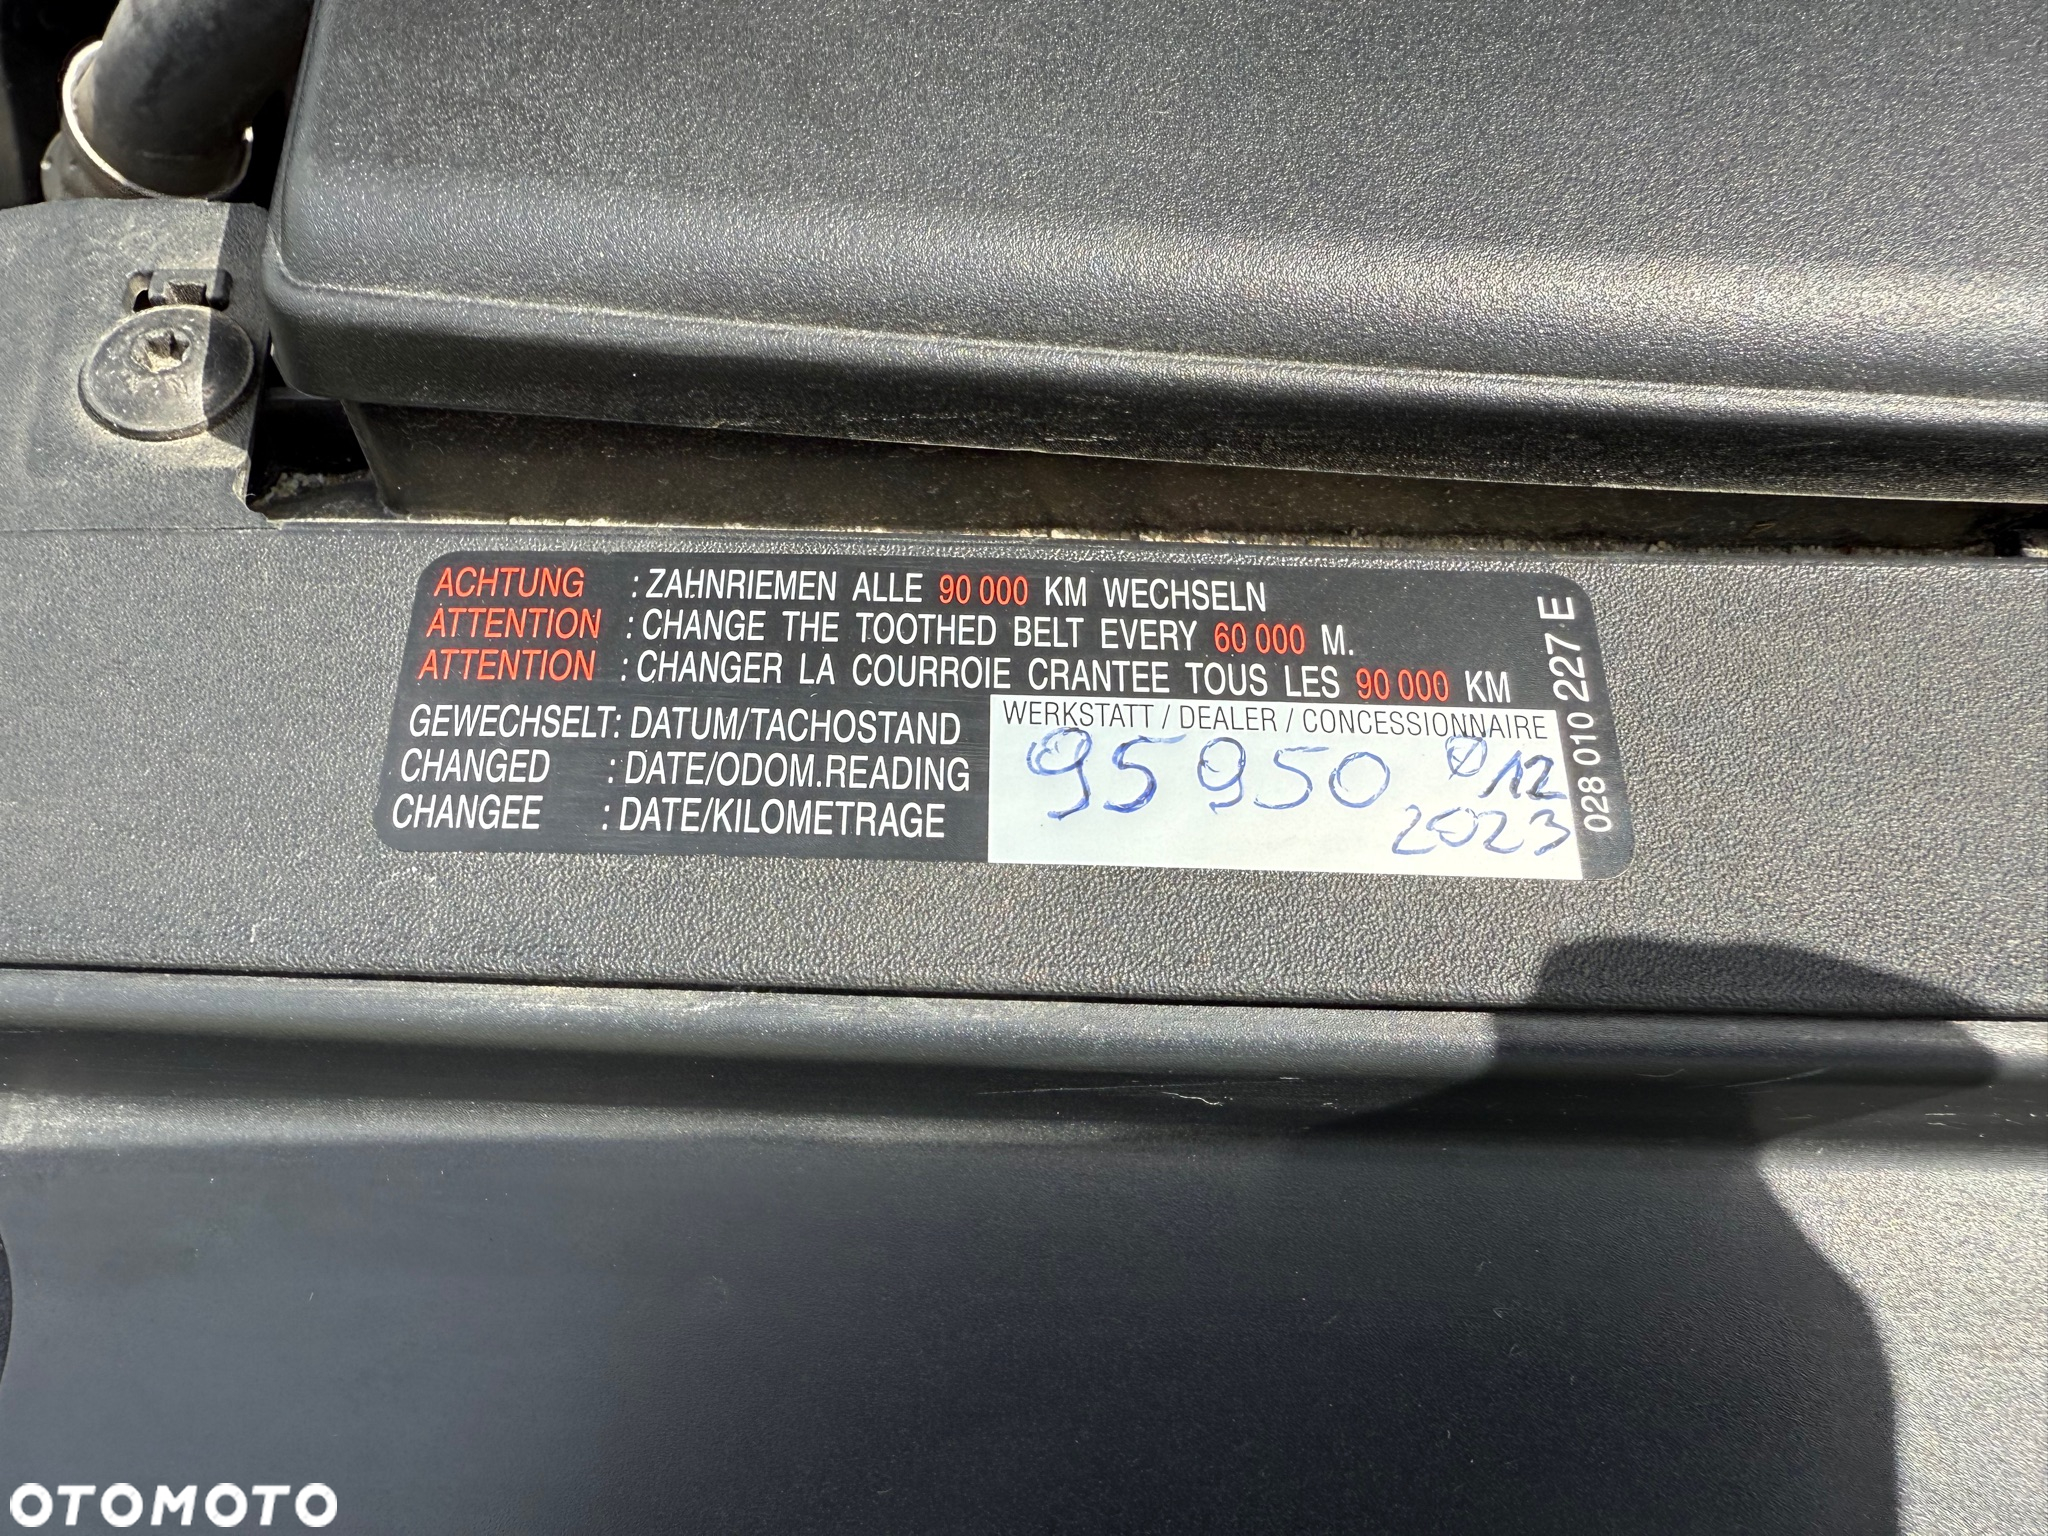 ACHTUNG : ZAHNRIEMEN ALLE 90 000 KM WECHSELN
ATTENTION : CHANGE THE TOOTHED BELT EVERY 60 000 M.
ATTENTION : CHANGER LA COURROIE CRANTEE TOUS LES 90 000 KM
GEWECHSELT: DATUM/TACHOSTAND
CHANGED : DATE/ODOM.READING
CHANGEE : DATE/KILOMETRAGE
WERKSTATT / DEALER / CONCESSIONNAIRE
95950
12
2023
028 010 227 E
OTOMOTO